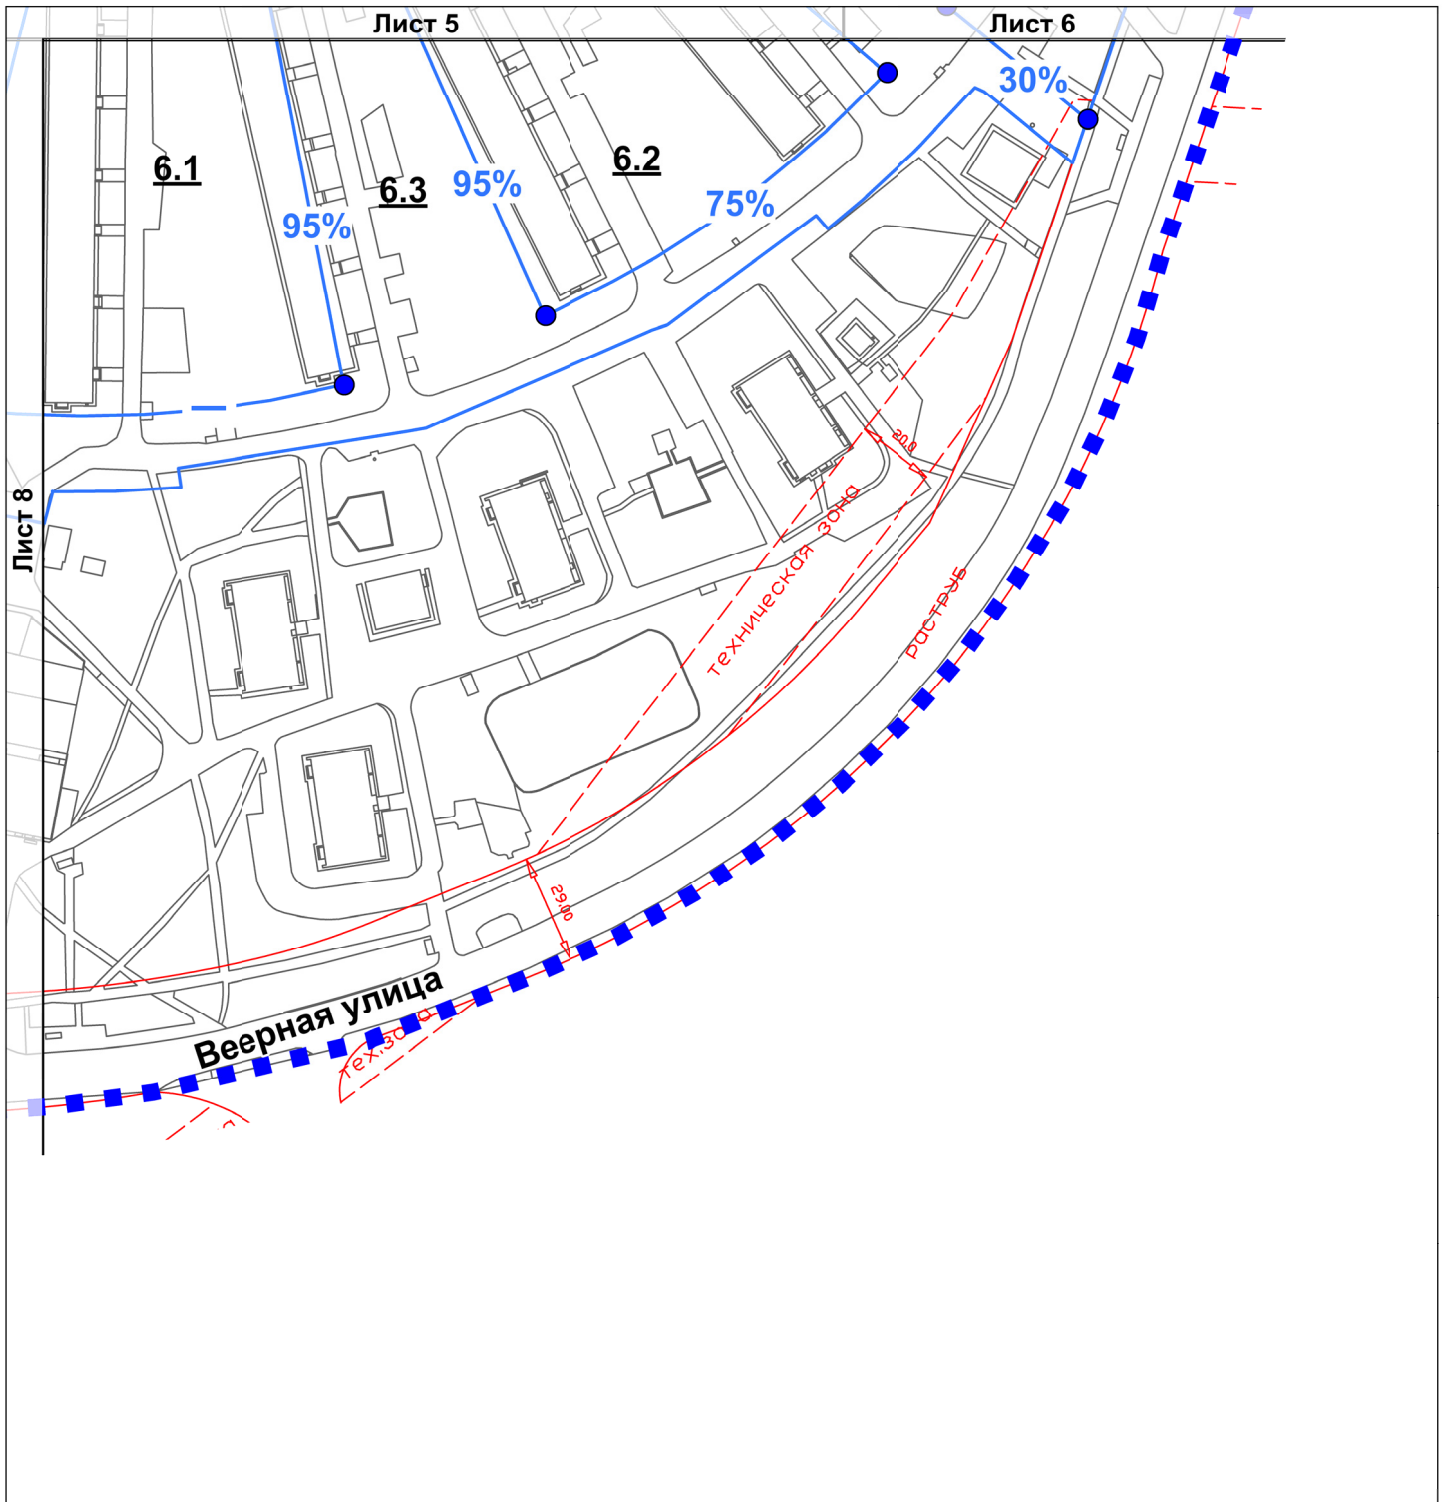 Лист 5
Лист 6
30%
6.1
6.2
6.3
95%
75%
95%
20,0
Лист 8
техническая зона
раструб
29,00
Веерная улица
тех.зона